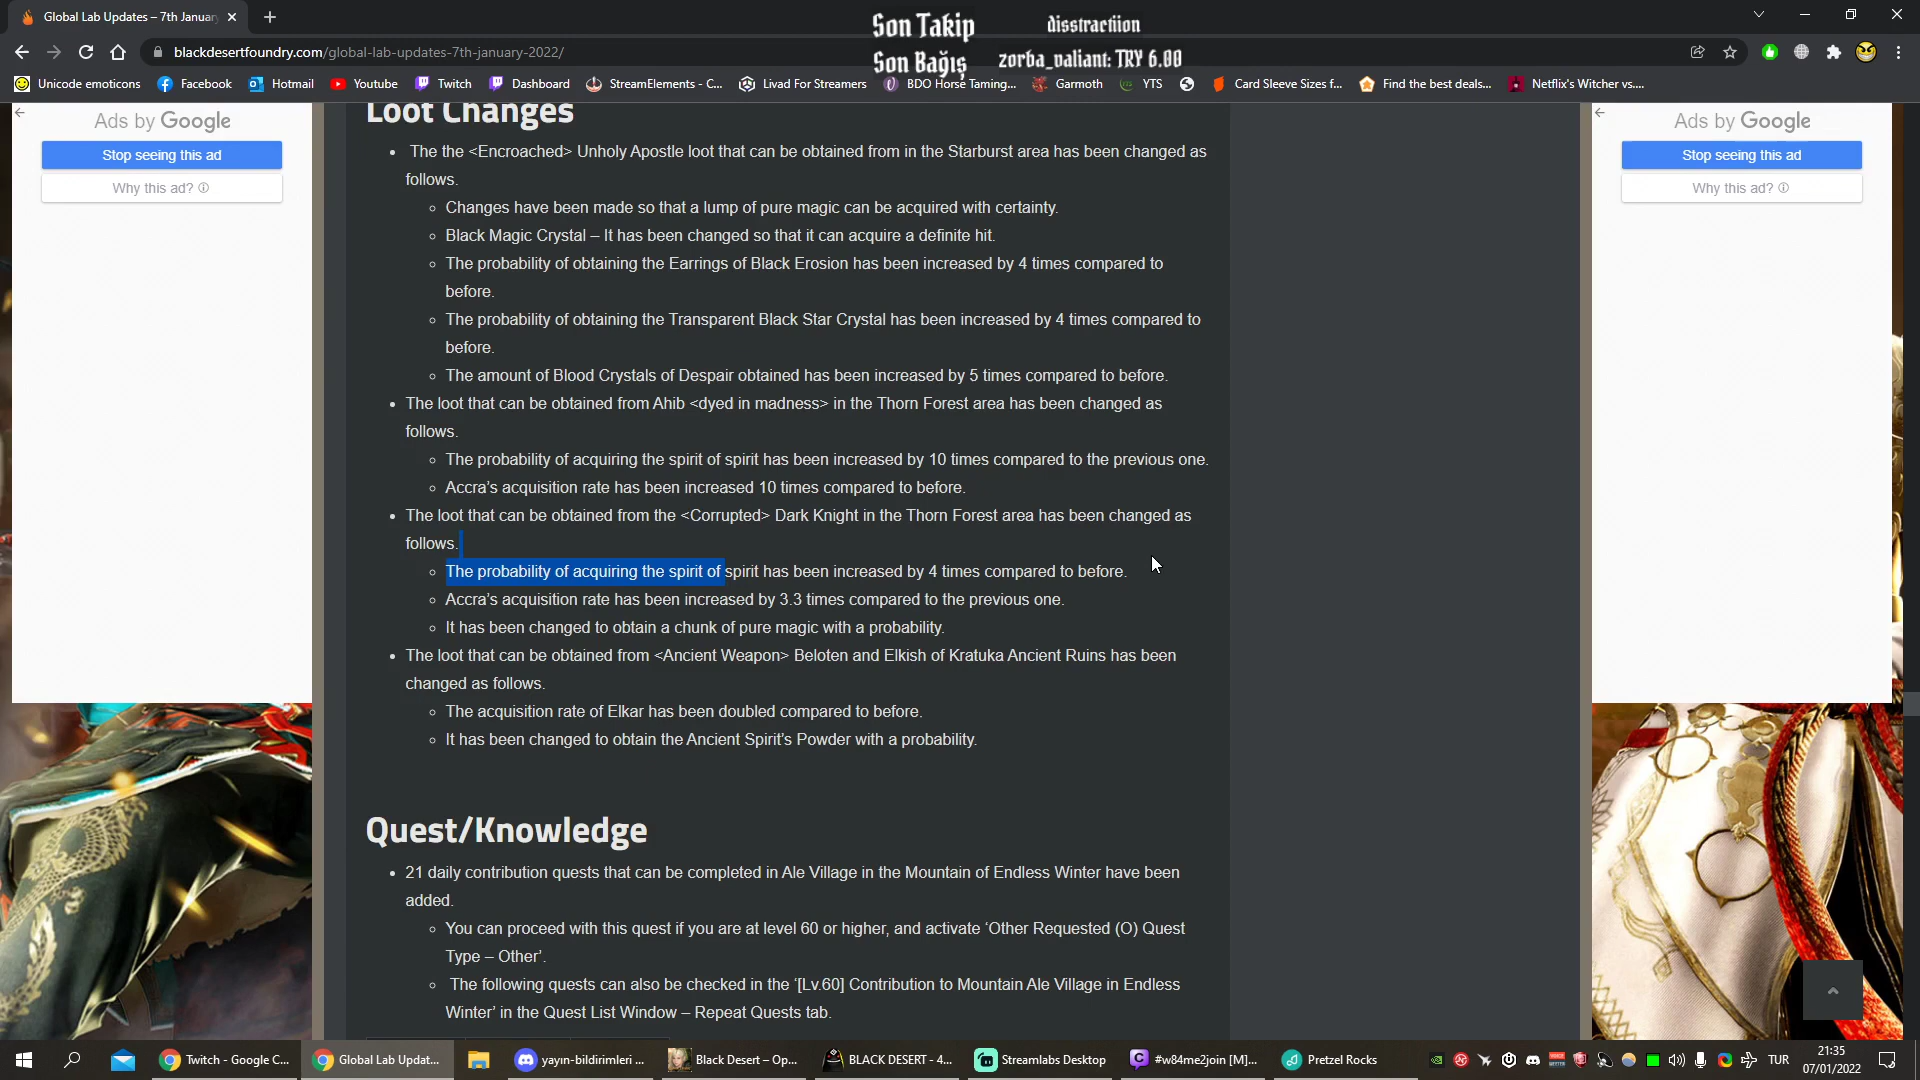 Global Lab Updates – 7th Januar
Son Takip disstractiion
Son Bağış zorba_valiant: TRY 6.00
blackdesertfoundry.com/global-lab-updates-7th-january-2022/
Unicode emoticons Facebook Hotmail Youtube Twitch Dashboard StreamElements - C... Livad For Streamers BDO Horse Taming... Garmoth YTS Card Sleeve Sizes f... Find the best deals... Netflix's Witcher vs....
Ads by Google
Stop seeing this ad
Why this ad?
Loot Changes
• The the <Encroached> Unholy Apostle loot that can be obtained from in the Starburst area has been changed as
follows.
◦ Changes have been made so that a lump of pure magic can be acquired with certainty.
◦ Black Magic Crystal – It has been changed so that it can acquire a definite hit.
◦ The probability of obtaining the Earrings of Black Erosion has been increased by 4 times compared to
before.
◦ The probability of obtaining the Transparent Black Star Crystal has been increased by 4 times compared to
before.
◦ The amount of Blood Crystals of Despair obtained has been increased by 5 times compared to before.
• The loot that can be obtained from Ahib <dyed in madness> in the Thorn Forest area has been changed as
follows.
◦ The probability of acquiring the spirit of spirit has been increased by 10 times compared to the previous one.
◦ Accra’s acquisition rate has been increased 10 times compared to before.
• The loot that can be obtained from the <Corrupted> Dark Knight in the Thorn Forest area has been changed as
follows.
◦ The probability of acquiring the spirit of spirit has been increased by 4 times compared to before.
◦ Accra’s acquisition rate has been increased by 3.3 times compared to the previous one.
◦ It has been changed to obtain a chunk of pure magic with a probability.
• The loot that can be obtained from <Ancient Weapon> Beloten and Elkish of Kratuka Ancient Ruins has been
changed as follows.
◦ The acquisition rate of Elkar has been doubled compared to before.
◦ It has been changed to obtain the Ancient Spirit’s Powder with a probability.
Quest/Knowledge
• 21 daily contribution quests that can be completed in Ale Village in the Mountain of Endless Winter have been
added.
◦ You can proceed with this quest if you are at level 60 or higher, and activate ‘Other Requested (O) Quest
Type – Other’.
◦ The following quests can also be checked in the ‘[Lv.60] Contribution to Mountain Ale Village in Endless
Winter’ in the Quest List Window – Repeat Quests tab.
Ads by Google
Stop seeing this ad
Why this ad?
Twitch - Google C... Global Lab Updat... yayın-bildirimleri ... Black Desert – Op... BLACK DESERT - 4... Streamlabs Desktop #w84me2join [M]... Pretzel Rocks TUR 21:35
07/01/2022